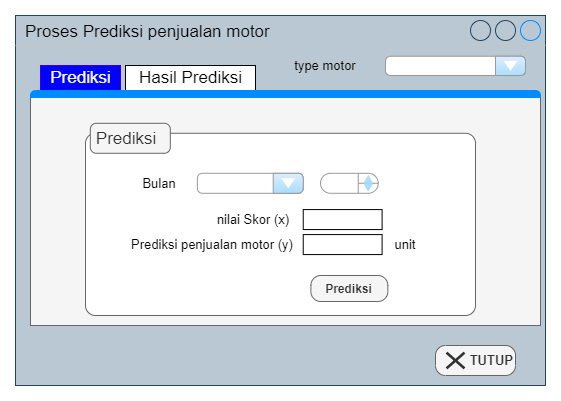 Proses Prediksi penjualan motor
type motor
Prediksi
Hasil Prediksi
Prediksi
Bulan
nilai Skor (x)
Prediksi penjualan motor (y)
unit
Prediksi
TUTUP